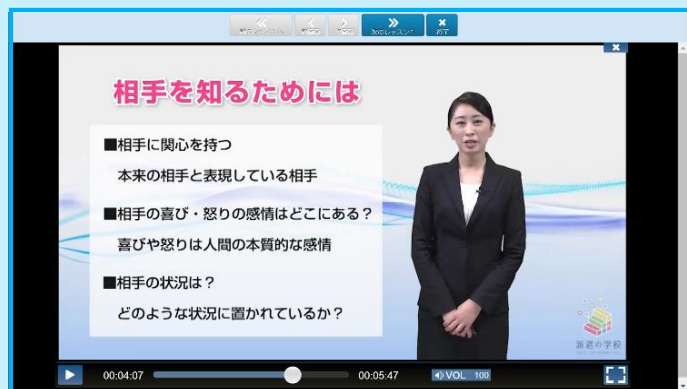 終了
相手を知るためには
■相手に関心を持つ
本来の相手と表現している相手
■相手の喜び・怒りの感情はどこにある？
喜びや怒りは人間の本質的な感情
■相手の状況は？
どのような状況に置かれているか？
派遣の学校
00:04:07
00:05:47
VOL 100